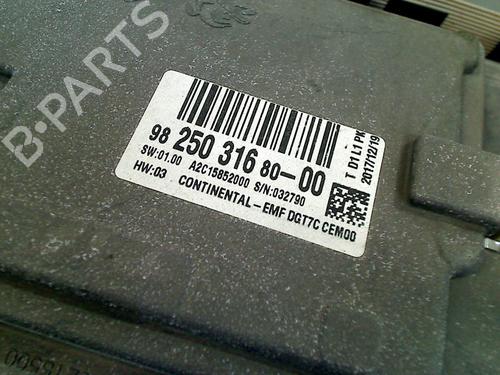 B-PARTS
98 250 316 80-00
SW:01.00 A2C15852000 S/N:032790
HW:03 CONTINENTAL-EMF DGT7C CEM00
T D1 L1 PK
2017/12/19